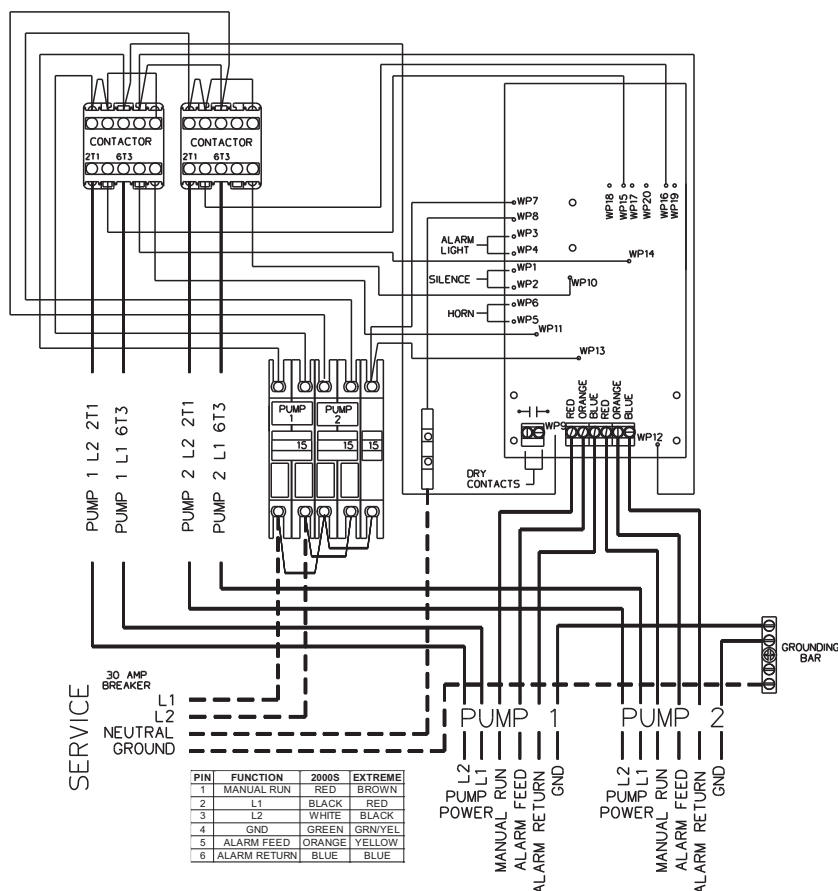 CONTACTOR
2T1 6T3
CONTACTOR
2T1 6T3
WP18
WP15
WP17
WP20
WP16
WP19
WP7
WP8
ALARM LIGHT
WP3
WP4
WP14
SILENCE
WP1
WP2
WP10
HORN
WP6
WP5
WP11
WP13
PUMP 1 L2 2T1
PUMP 1 L1 6T3
PUMP 2 L2 2T1
PUMP 2 L1 6T3
PUMP 1
PUMP 2
15
15
15
RED
ORANGE
BLUE
RED
ORANGE
BLUE
WP9
WP12
DRY CONTACTS
GROUNDING BAR
SERVICE
30 AMP BREAKER
L1
L2
NEUTRAL
GROUND
PUMP 1
PUMP 2
L2
L1
PUMP POWER
MANUAL RUN
ALARM FEED
ALARM RETURN
GND
L2
L1
PUMP POWER
MANUAL RUN
ALARM FEED
ALARM RETURN
GND
PIN FUNCTION 2000S EXTREME
1 MANUAL RUN RED BROWN
2 L1 BLACK RED
3 L2 WHITE BLACK
4 GND GREEN GRN/YEL
5 ALARM FEED ORANGE YELLOW
6 ALARM RETURN BLUE BLUE